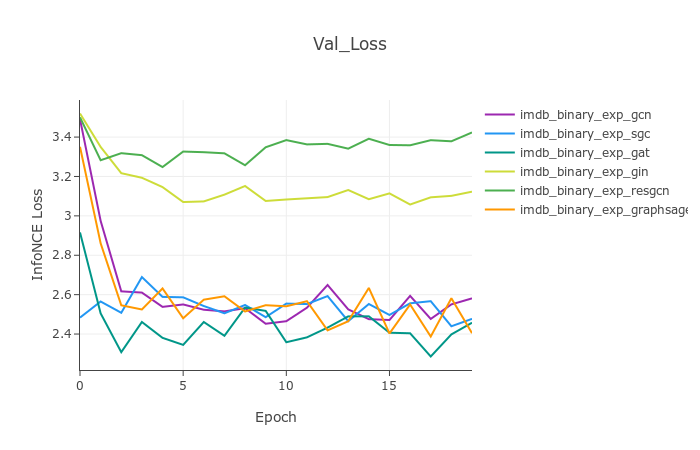 Val_Loss
InfoNCE Loss
3.4
3.2
3
2.8
2.6
2.4
0
5
10
15
Epoch
imdb_binary_exp_gcn
imdb_binary_exp_sgc
imdb_binary_exp_gat
imdb_binary_exp_gin
imdb_binary_exp_resgcn
imdb_binary_exp_graphsage